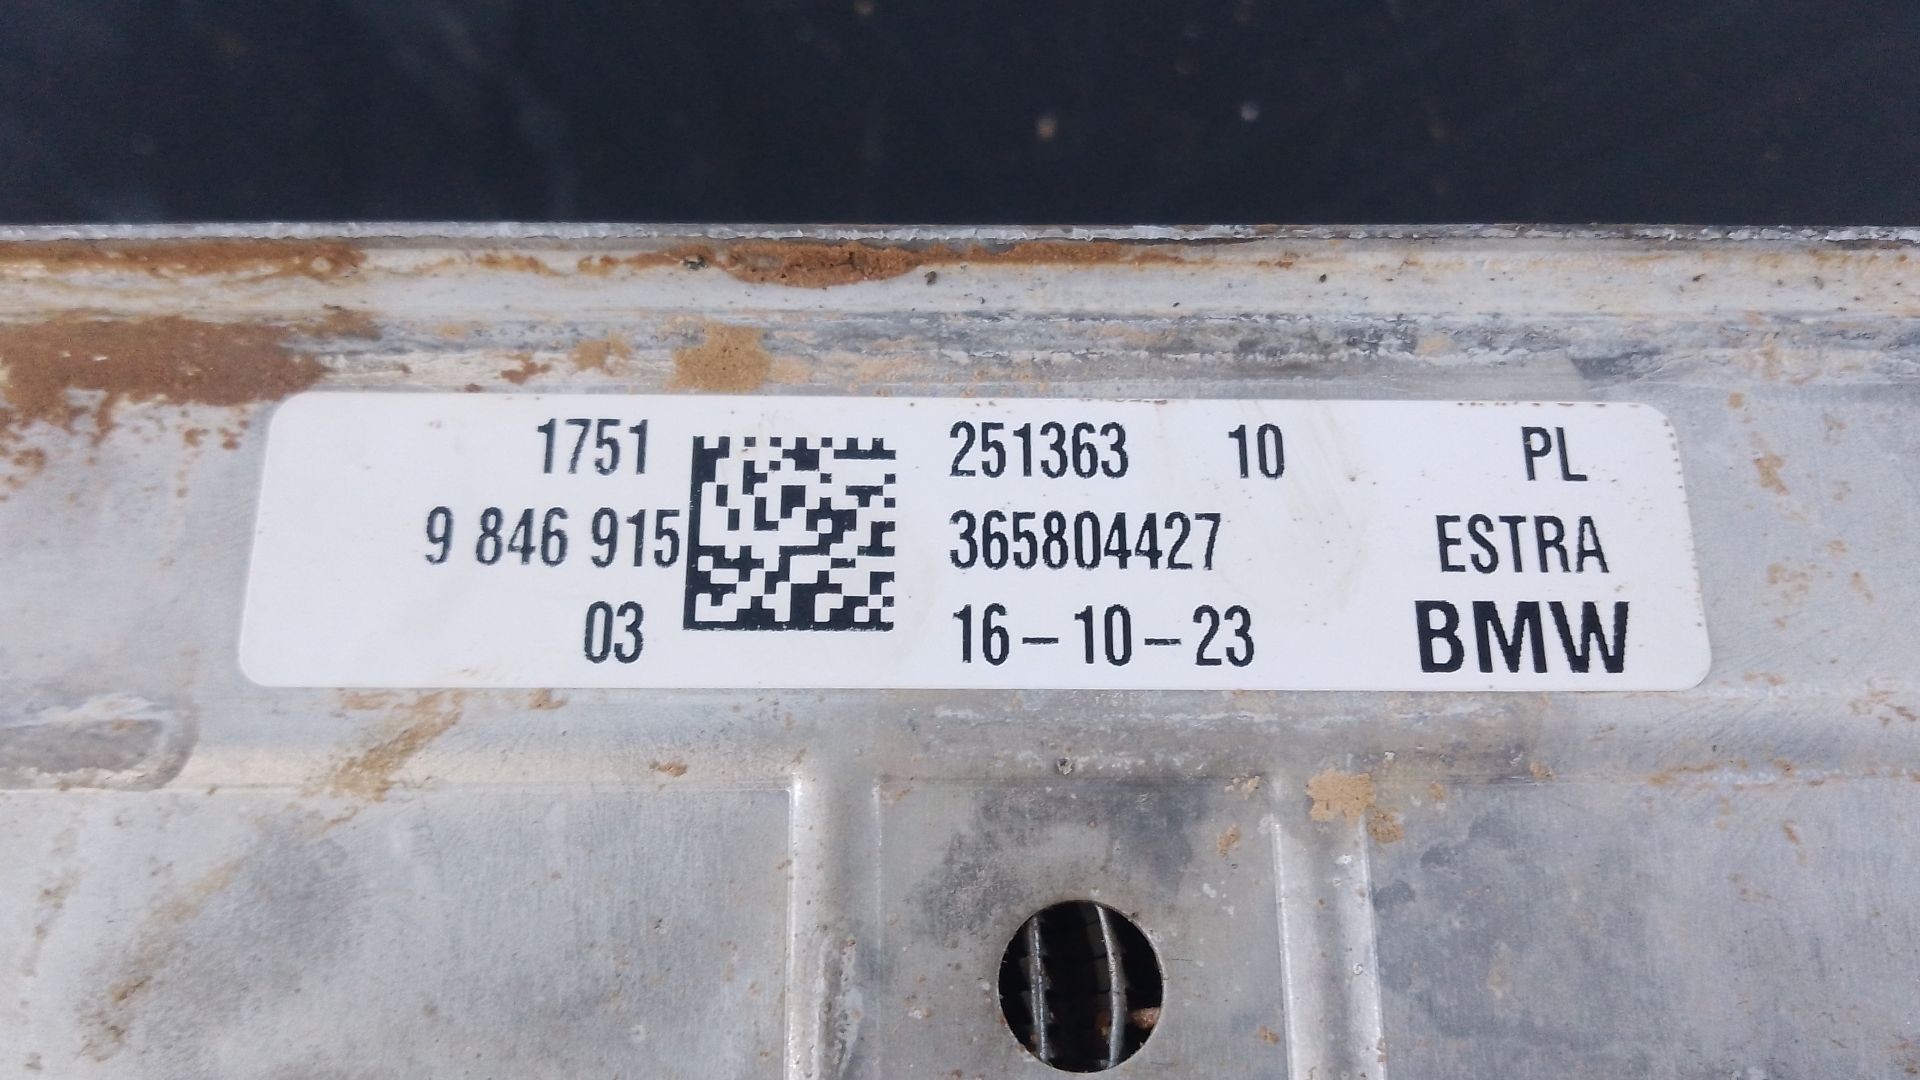 1751 251363 10 PL
9 846 915 365804427 ESTRA
03 16-10-23 BMW